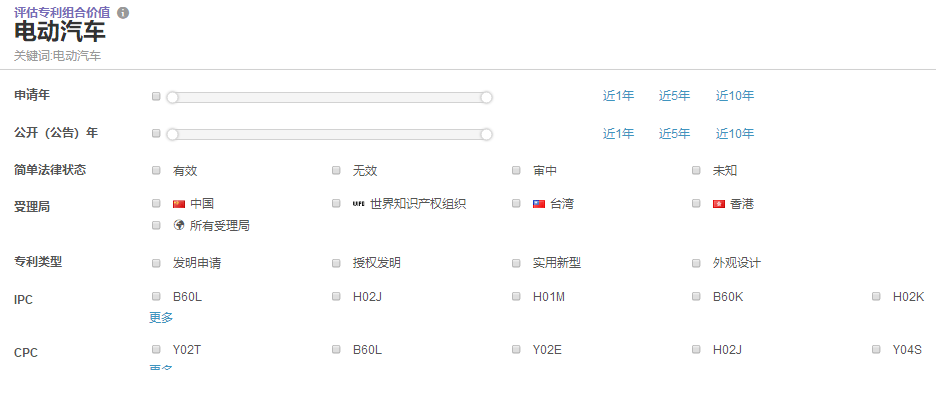 评估专利组合价值
电动汽车
关键词:电动汽车
申请年 近1年 近5年 近10年
公开（公告）年 近1年 近5年 近10年
简单法律状态 有效 无效 审中 未知
受理局 中国 世界知识产权组织 台湾 香港
所有受理局
专利类型 发明申请 授权发明 实用新型 外观设计
IPC B60L H02J H01M B60K H02K
更多
CPC Y02T B60L Y02E H02J Y04S